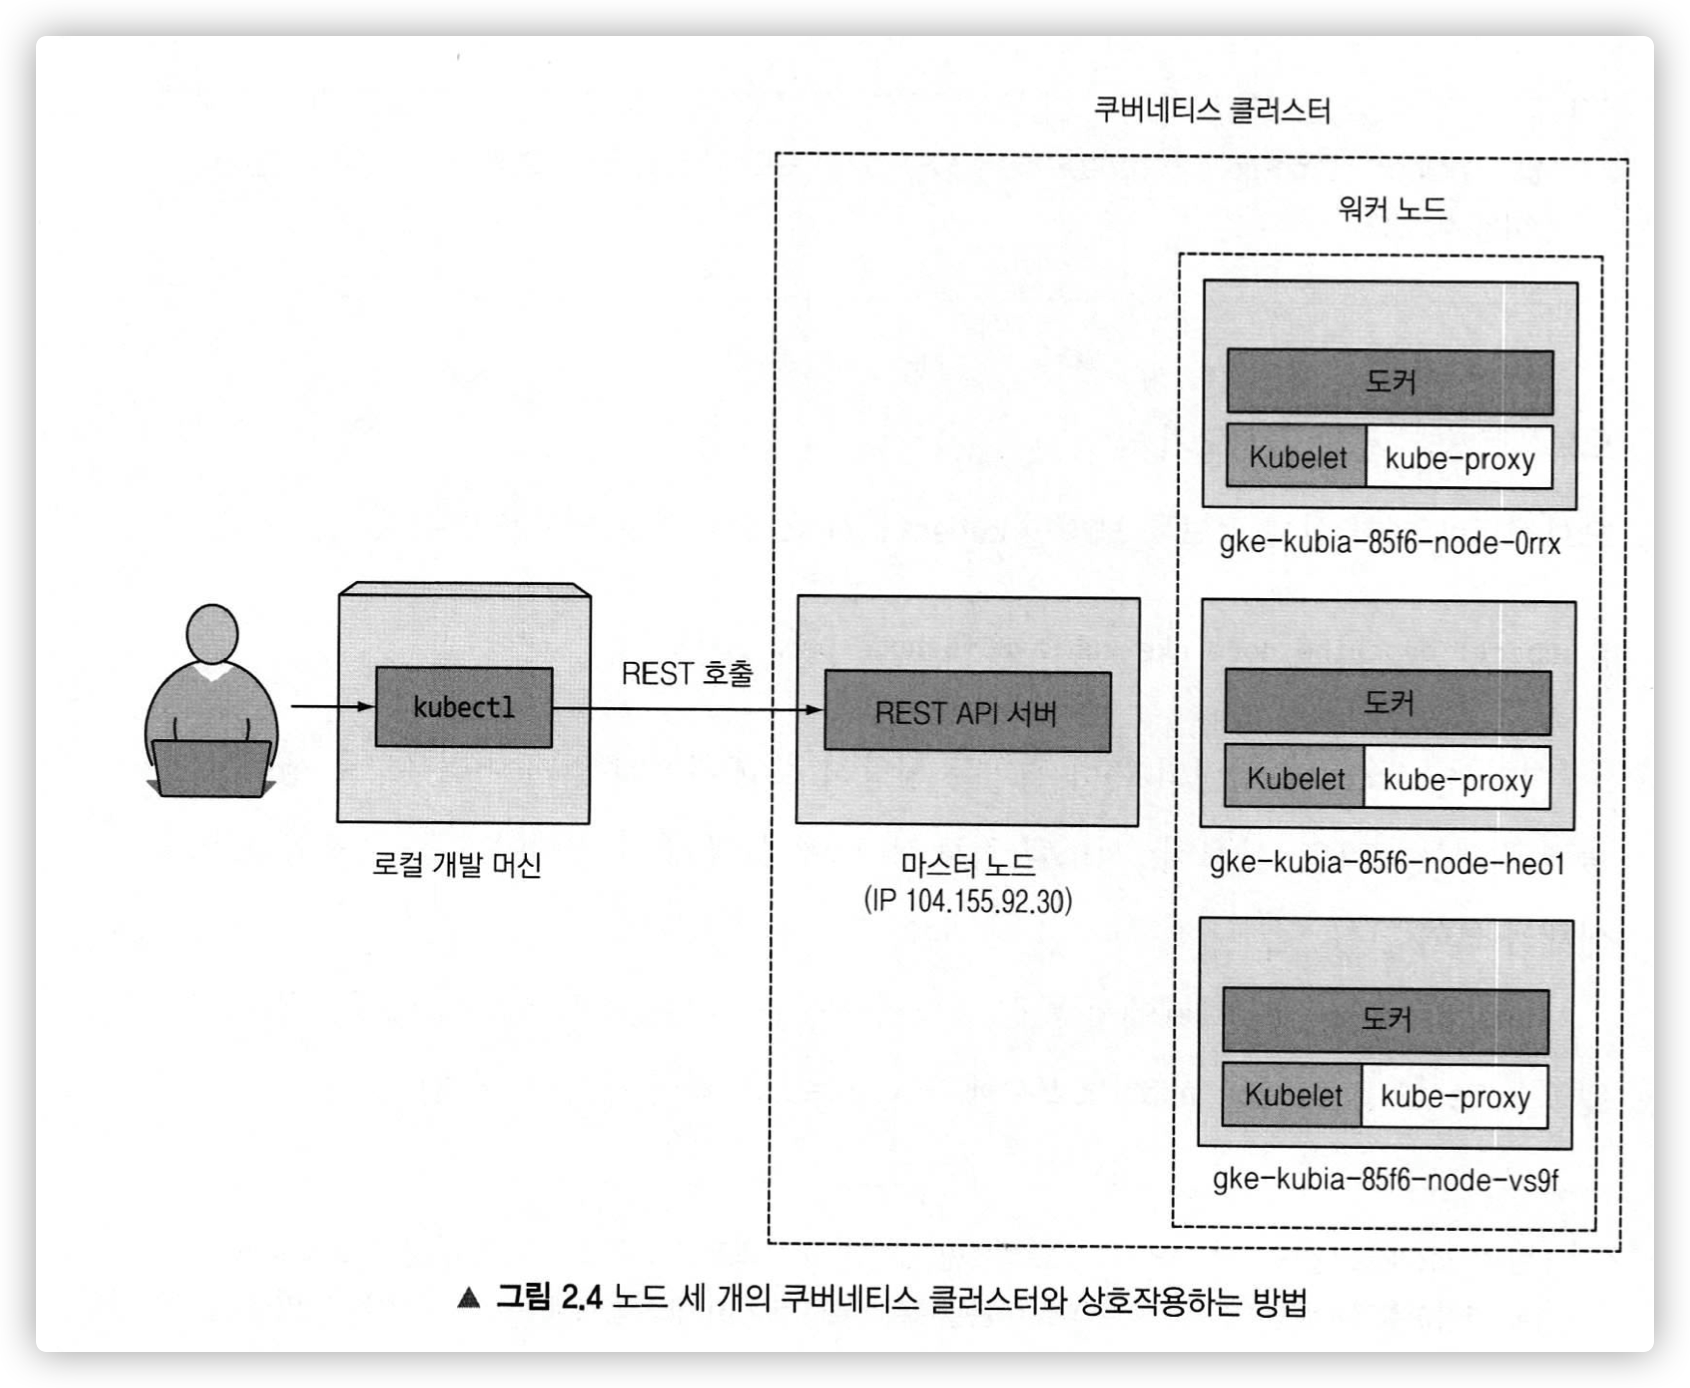 쿠버네티스 클러스터
워커 노드
도커
Kubelet kube-proxy
gke-kubia-85f6-node-0rrx
kubectl
REST 호출
REST API 서버
도커
Kubelet kube-proxy
로컬 개발 머신
마스터 노드
(IP 104.155.92.30)
gke-kubia-85f6-node-heo1
도커
Kubelet kube-proxy
gke-kubia-85f6-node-vs9f
▲ 그림 2.4 노드 세 개의 쿠버네티스 클러스터와 상호작용하는 방법